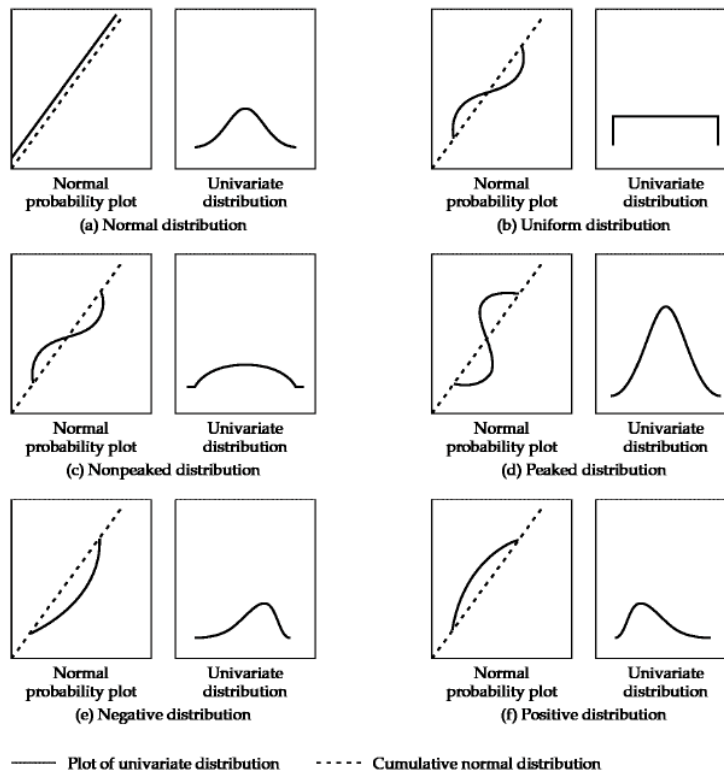 Normal
probability plot
Univariate
distribution
(a) Normal distribution
Normal
probability plot
Univariate
distribution
(b) Uniform distribution
Normal
probability plot
Univariate
distribution
(c) Nonpeaked distribution
Normal
probability plot
Univariate
distribution
(d) Peaked distribution
Normal
probability plot
Univariate
distribution
(e) Negative distribution
Normal
probability plot
Univariate
distribution
(f) Positive distribution
Plot of univariate distribution
Cumulative normal distribution